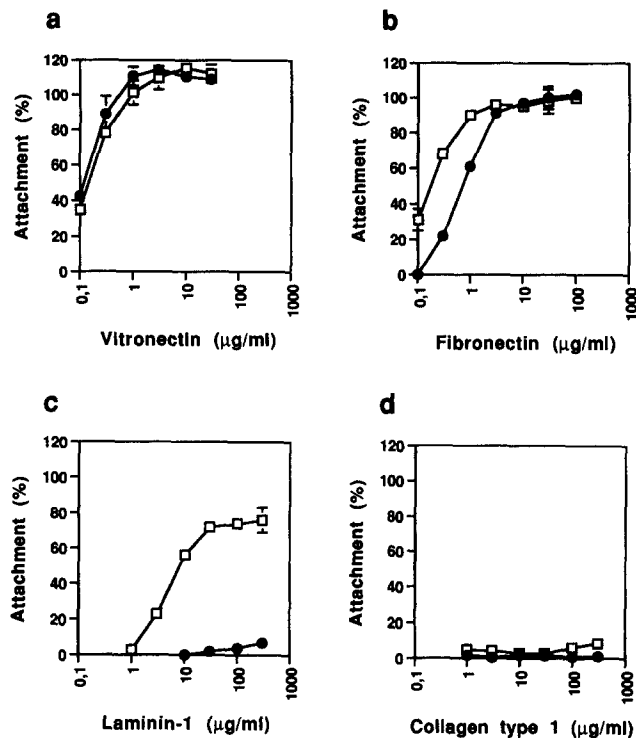 a
120
100
80
60
40
20
0
Attachment (%)
0,1 1 10 100 1000
Vitronectin (µg/ml)
b
120
100
80
60
40
20
0
Attachment (%)
0,1 1 10 100 1000
Fibronectin (µg/ml)
c
120
100
80
60
40
20
0
Attachment (%)
0,1 1 10 100 1000
Laminin-1 (µg/ml)
d
120
100
80
60
40
20
0
Attachment (%)
0,1 1 10 100 1000
Collagen type 1 (µg/ml)